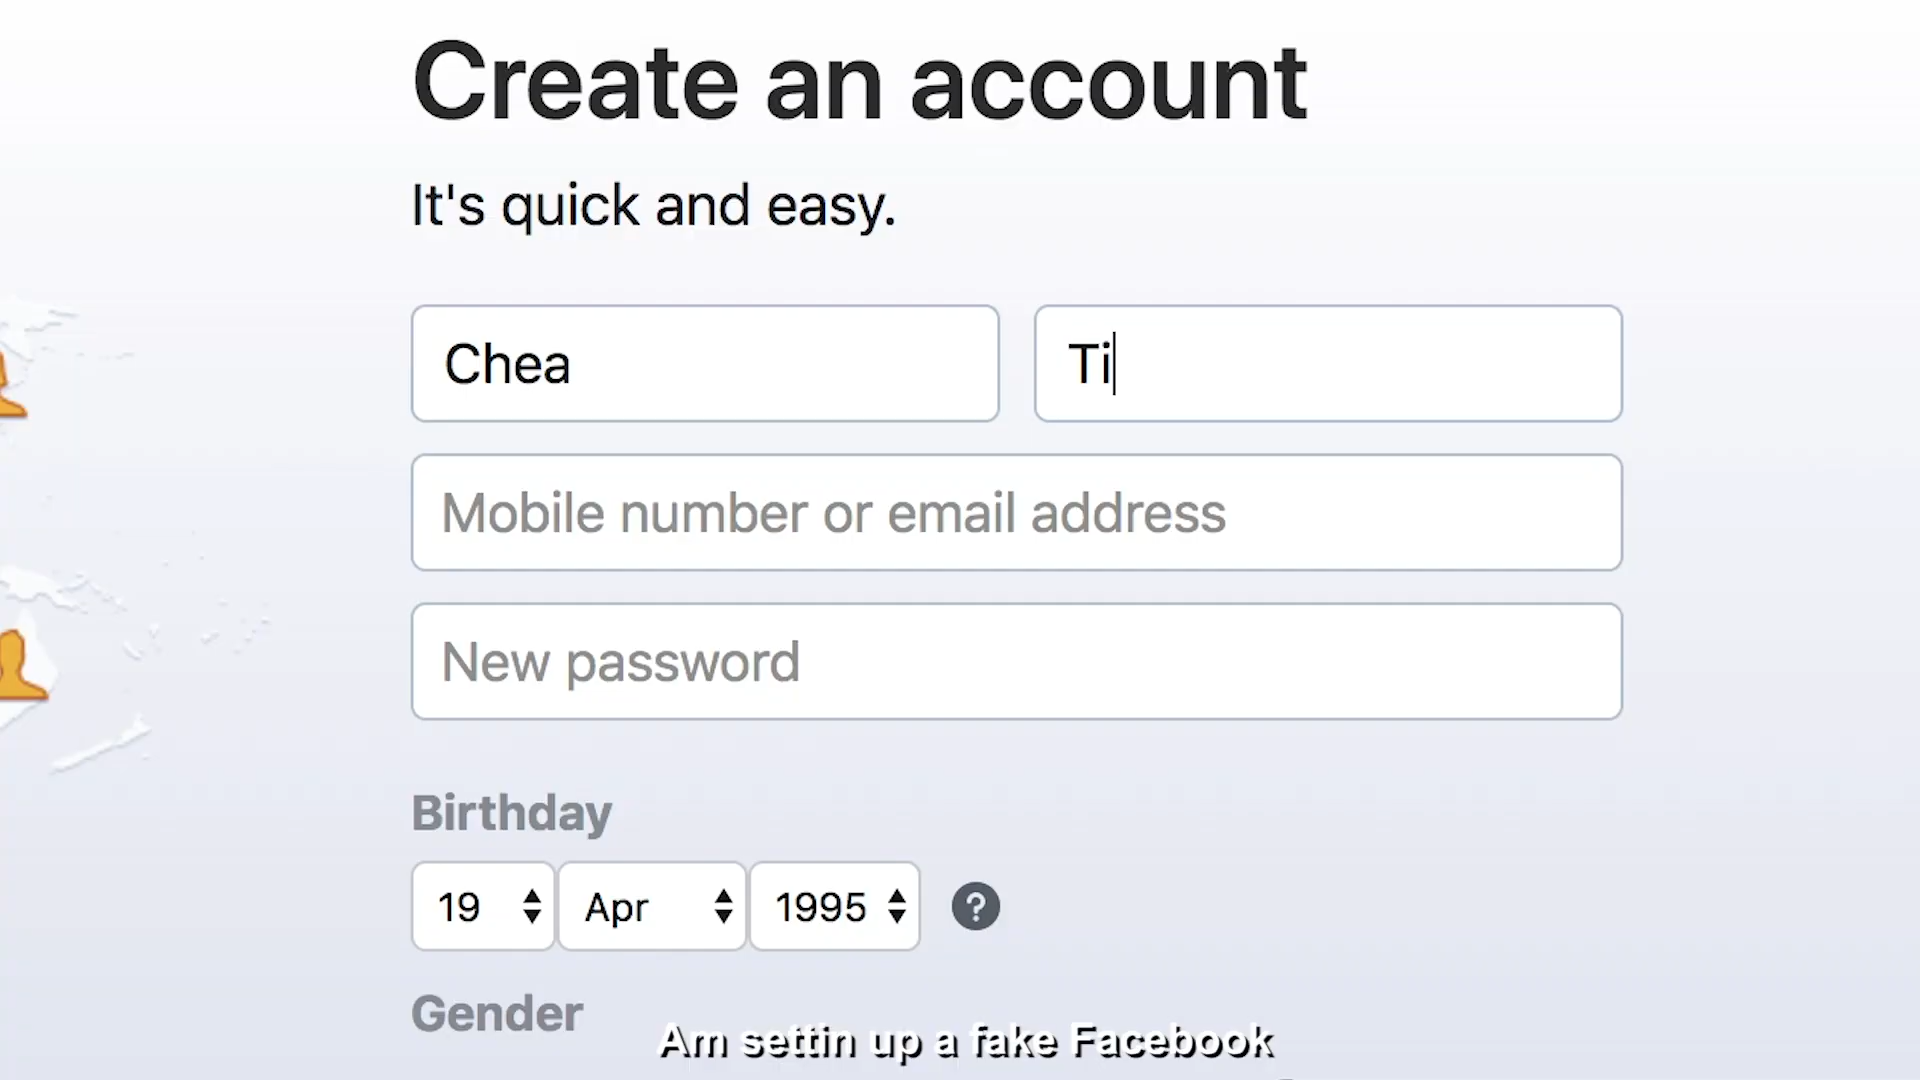 Create an account
It's quick and easy.
Chea
Ti
Mobile number or email address
New password
Birthday
19 Apr 1995 ?
Gender
Am settin up a fake Facebook